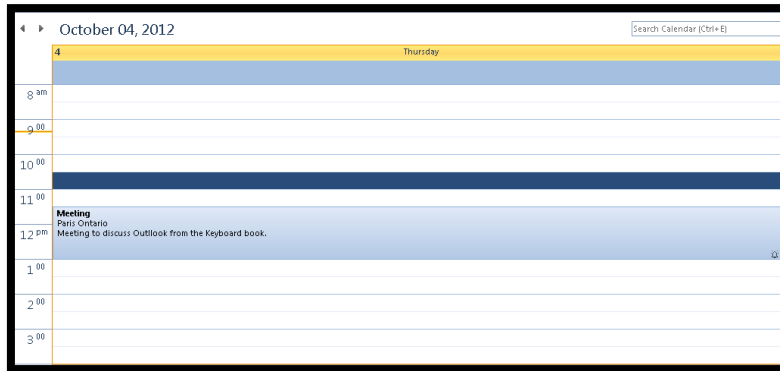 October 04, 2012
Search Calendar (Ctrl+E)
4 Thursday
8 am
9 00
10 00
11 00
Meeting
Paris Ontario
Meeting to discuss Outllook from the Keyboard book.
12 pm
1 00
2 00
3 00